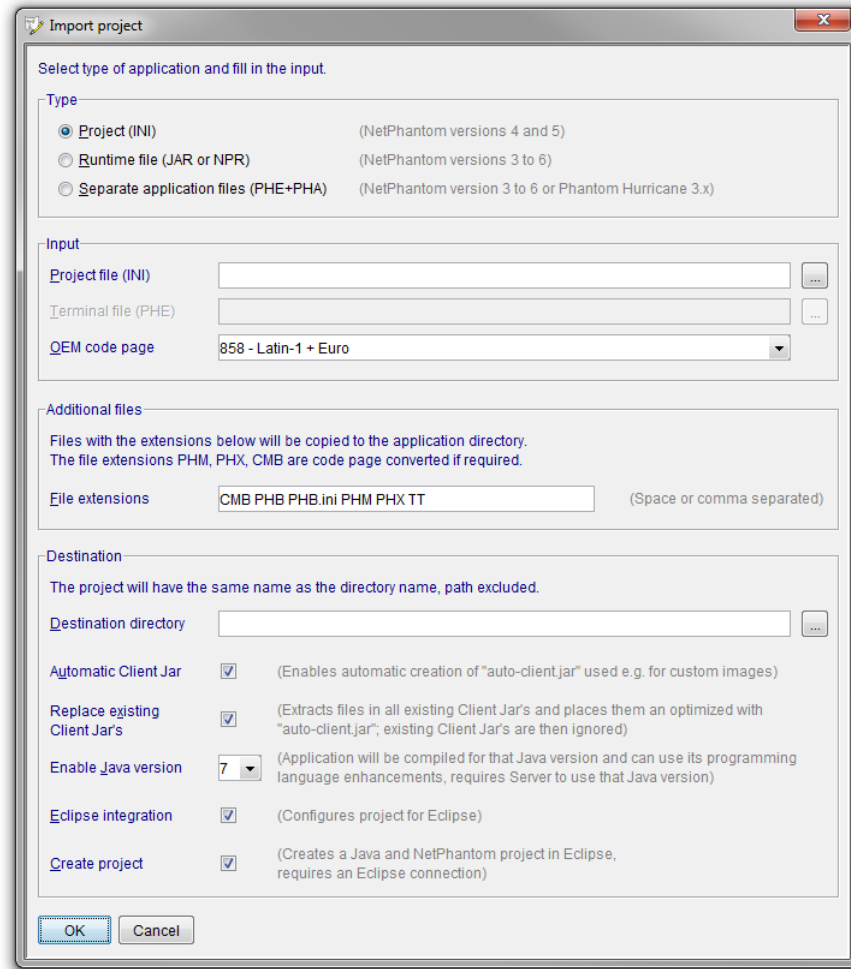 Import project
Select type of application and fill in the input.
Type
Project (INI) (NetPhantom versions 4 and 5)
Runtime file (JAR or NPR) (NetPhantom versions 3 to 6)
Separate application files (PHE+PHA) (NetPhantom version 3 to 6 or Phantom Hurricane 3.x)
Input
Project file (INI) ...
Terminal file (PHE) ...
OEM code page 858 - Latin-1 + Euro
Additional files
Files with the extensions below will be copied to the application directory.
The file extensions PHM, PHX, CMB are code page converted if required.
File extensions CMB PHB PHB.ini PHM PHX TT (Space or comma separated)
Destination
The project will have the same name as the directory name, path excluded.
Destination directory ...
Automatic Client Jar (Enables automatic creation of "auto-client.jar" used e.g. for custom images)
Replace existing
Client Jar's
(Extracts files in all existing Client Jar's and places them an optimized with
"auto-client.jar"; existing Client Jar's are then ignored)
Enable Java version 7
(Application will be compiled for that Java version and can use its programming
language enhancements, requires Server to use that Java version)
Eclipse integration (Configures project for Eclipse)
Create project
(Creates a Java and NetPhantom project in Eclipse,
requires an Eclipse connection)
OK Cancel